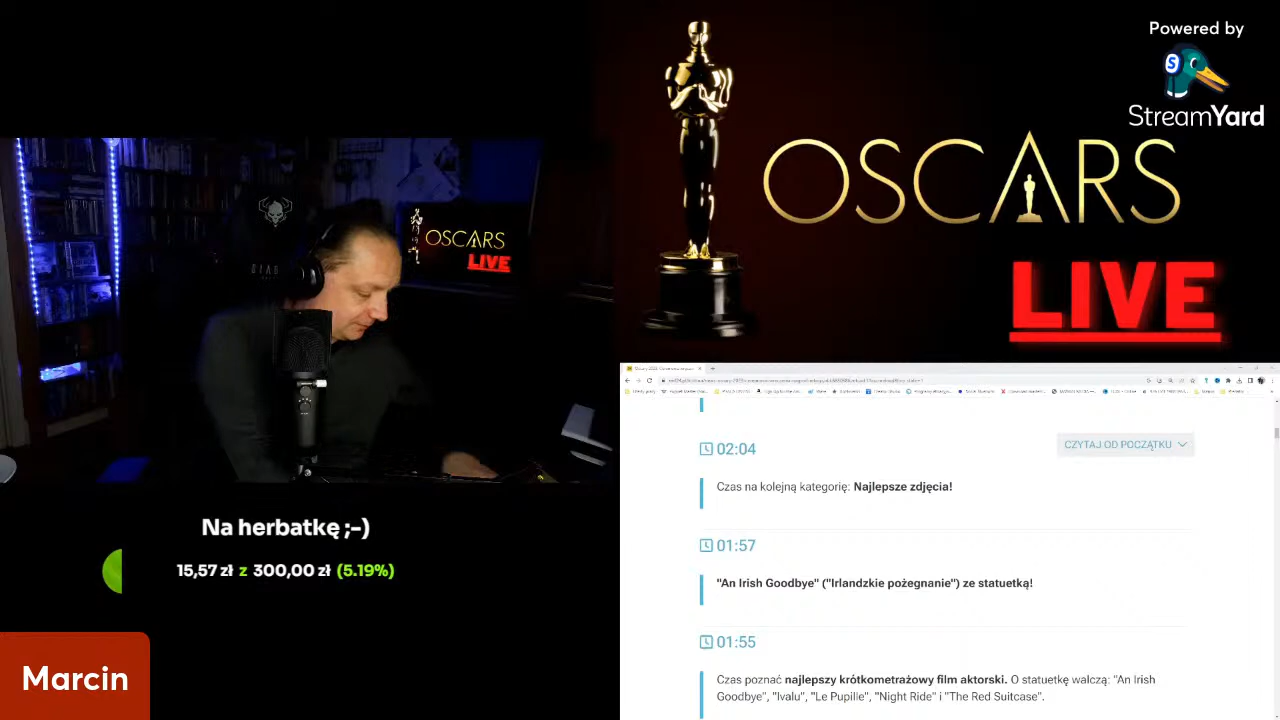 Powered by
StreamYard
OSCARS
LIVE
OSCARS
LIVE
02:04
CZYTAJ OD POCZĄTKU
Czas na kolejną kategorię: Najlepsze zdjęcia!
01:57
"An Irish Goodbye" ("Irlandzkie pożegnanie") ze statuetką!
01:55
Czas poznać najlepszy krótkometrażowy film aktorski. O statuetkę walczą: "An Irish
Goodbye", "Ivalu", "Le Pupille", "Night Ride" i "The Red Suitcase".
Na herbatkę ;-)
15,57 zł z 300,00 zł (5.19%)
Marcin